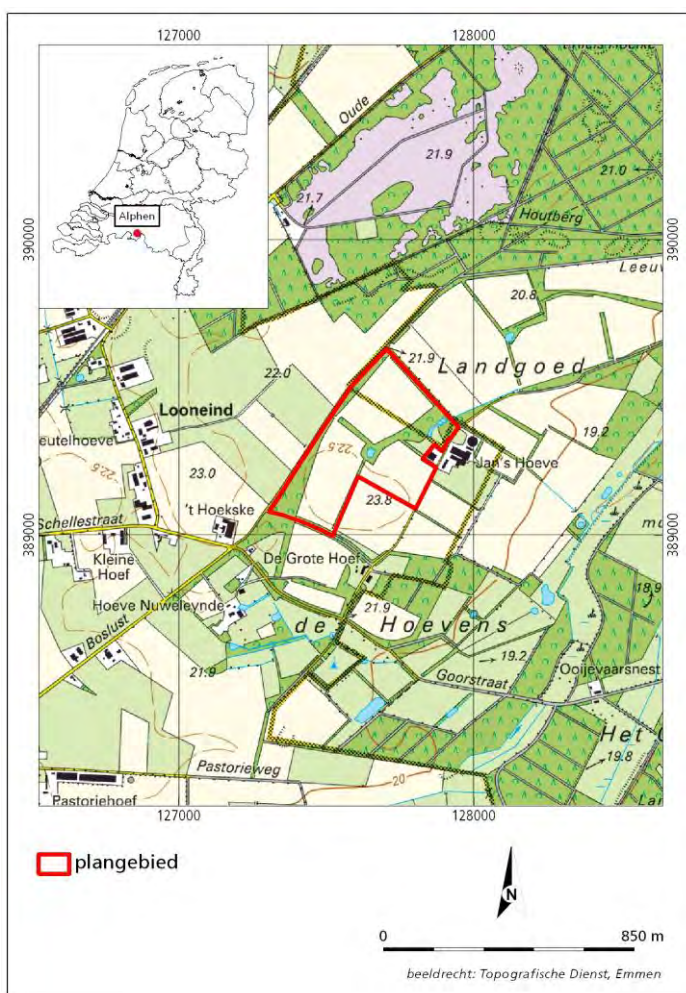 127000
128000
Oude
21.9
21.0
21.7
Houtberg
Alphen
390000
390000
Leeuw
20.8
21.9
Landgoed
22.0
Looneind
19.2
22.5
22.5
Jan's Hoeve
eutelhoeve
23.0
23.8
't Hoekske
Schellestraat
389000
389000
De Grote Hoef
Kleine
Hoef
Hoeve Nuweleynde
21.9
18.9
de Hoevens
Boslust
19.2
Ooijevaarsnest
21.9
Goorstraat
Het
19.8
Pastorieweg
20
Pastoriehoef
127000
128000
plangebied
N
0
850 m
beeldrecht: Topografische Dienst, Emmen